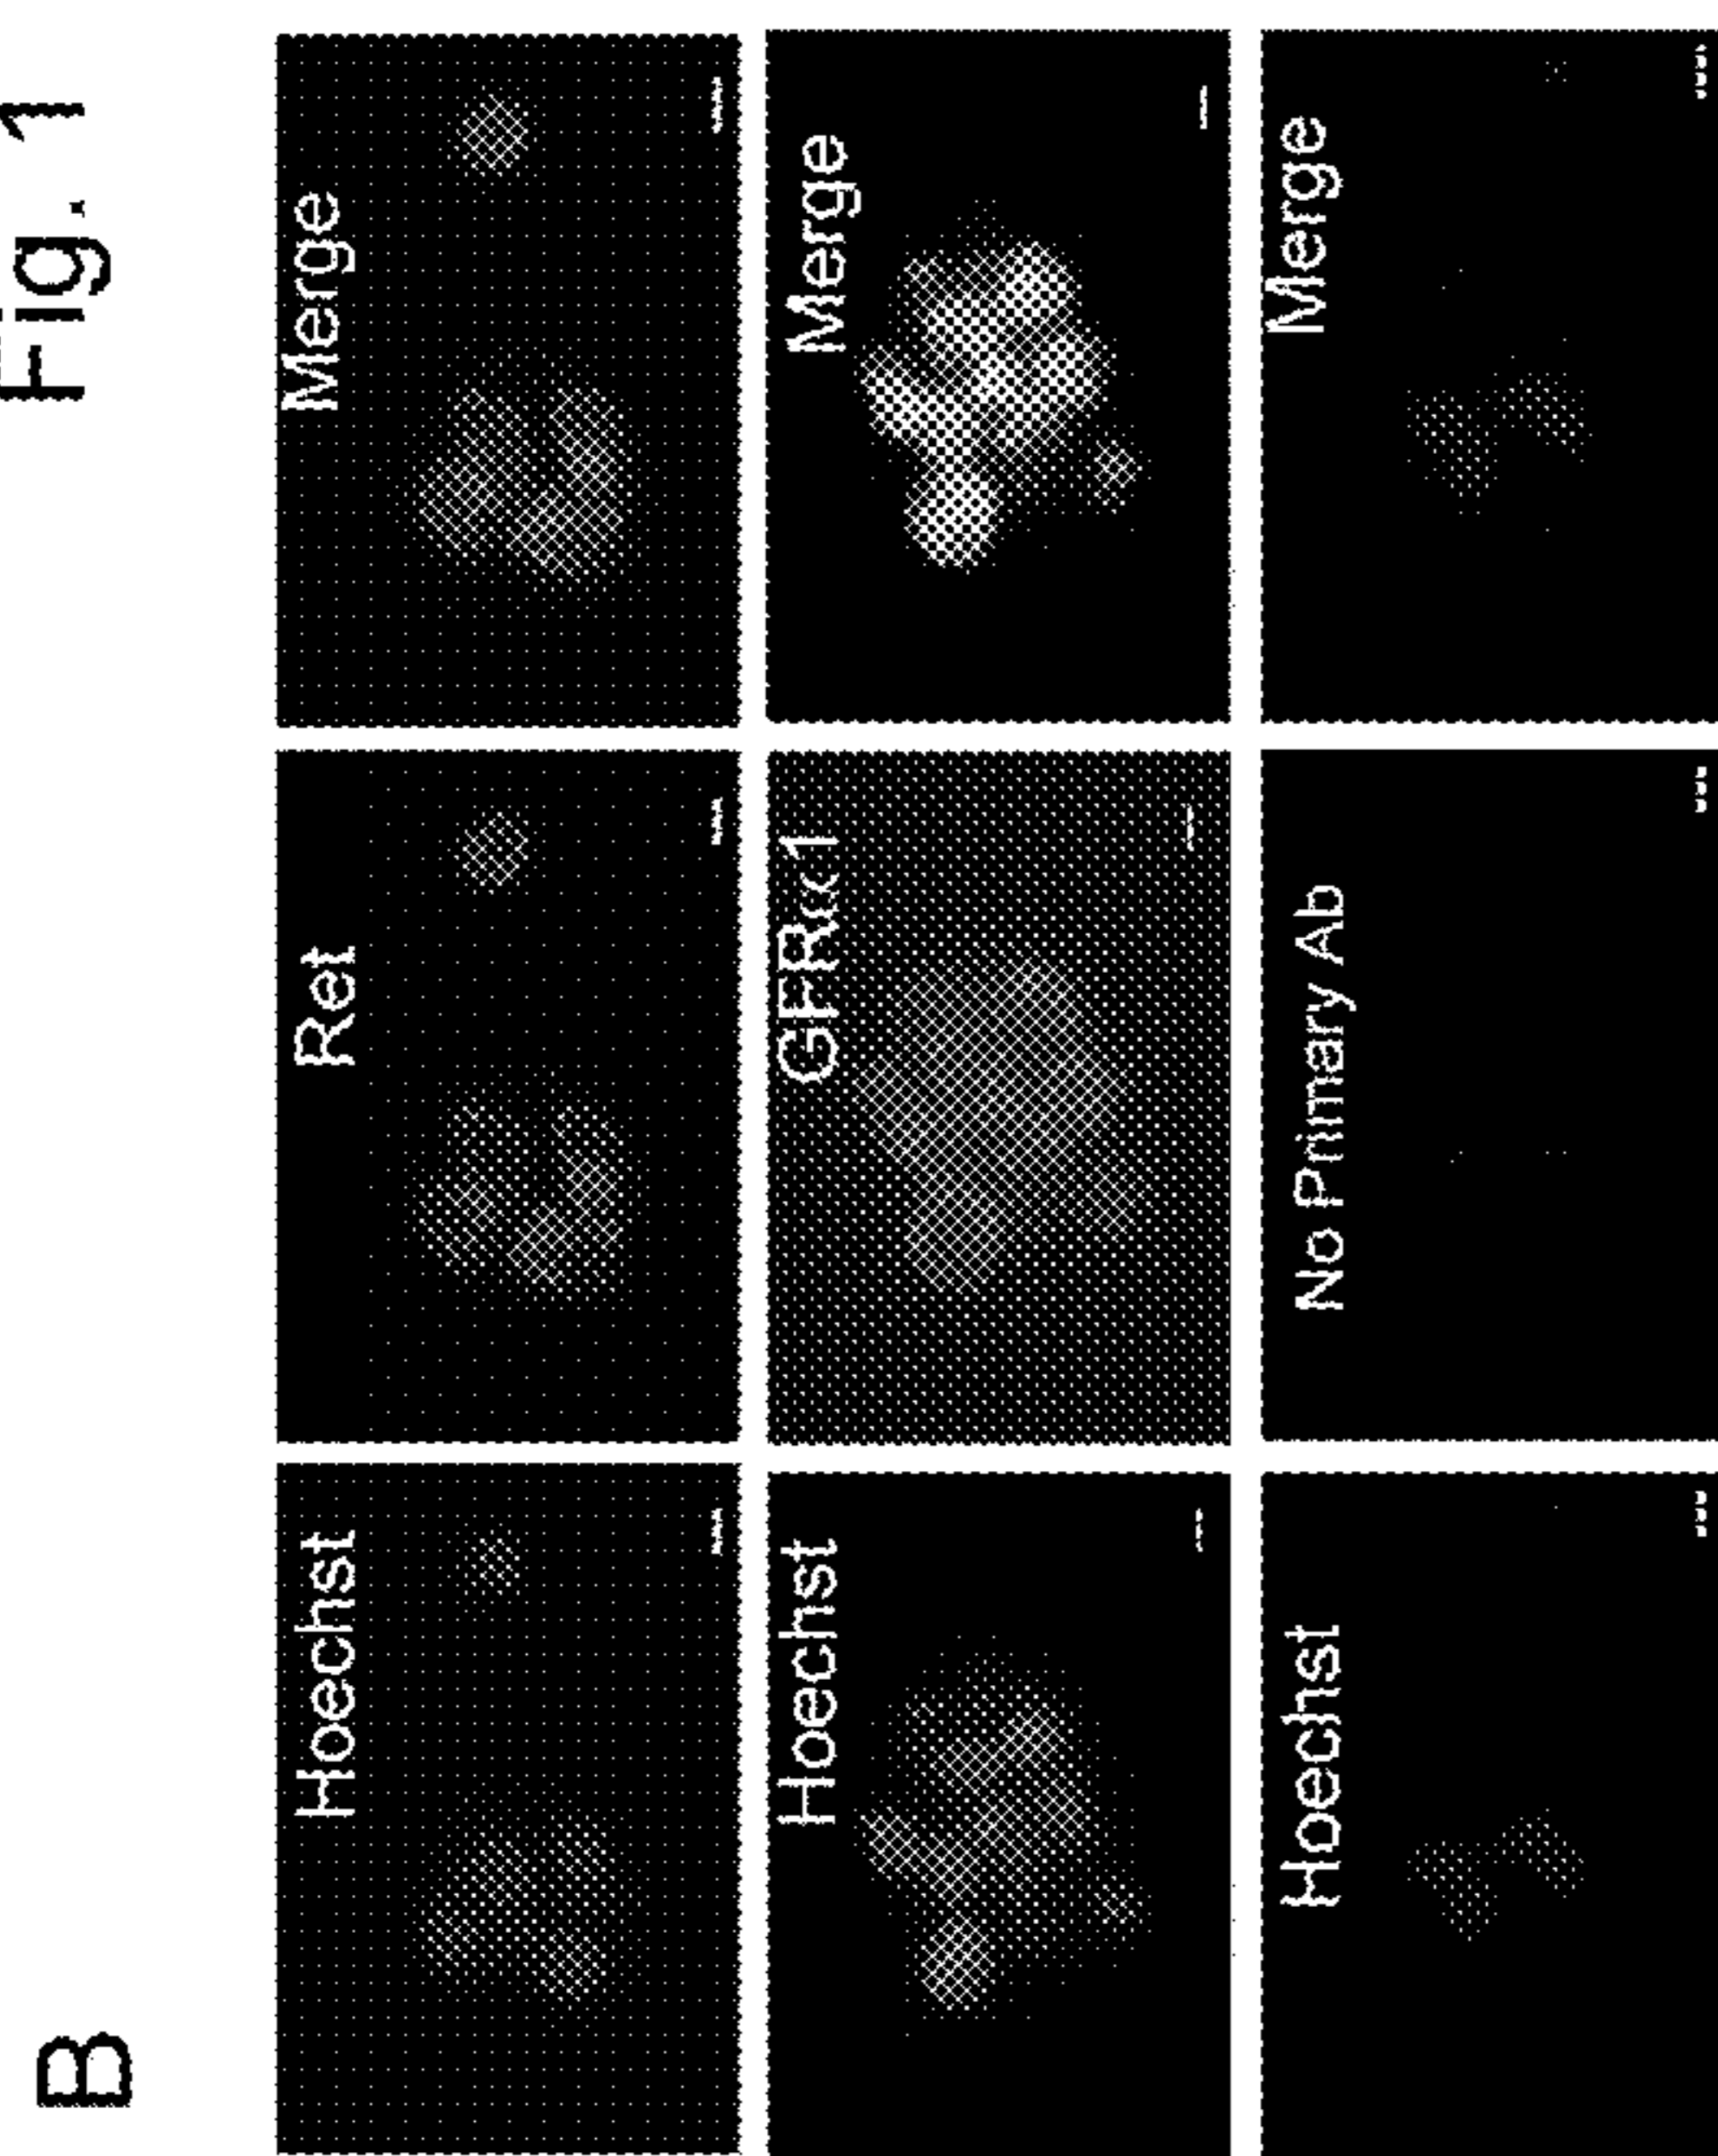 Fig. 1
B
Hoechst
Ret
Merge
Hoechst
GFRα1
Merge
Hoechst
No Primary Ab
Merge